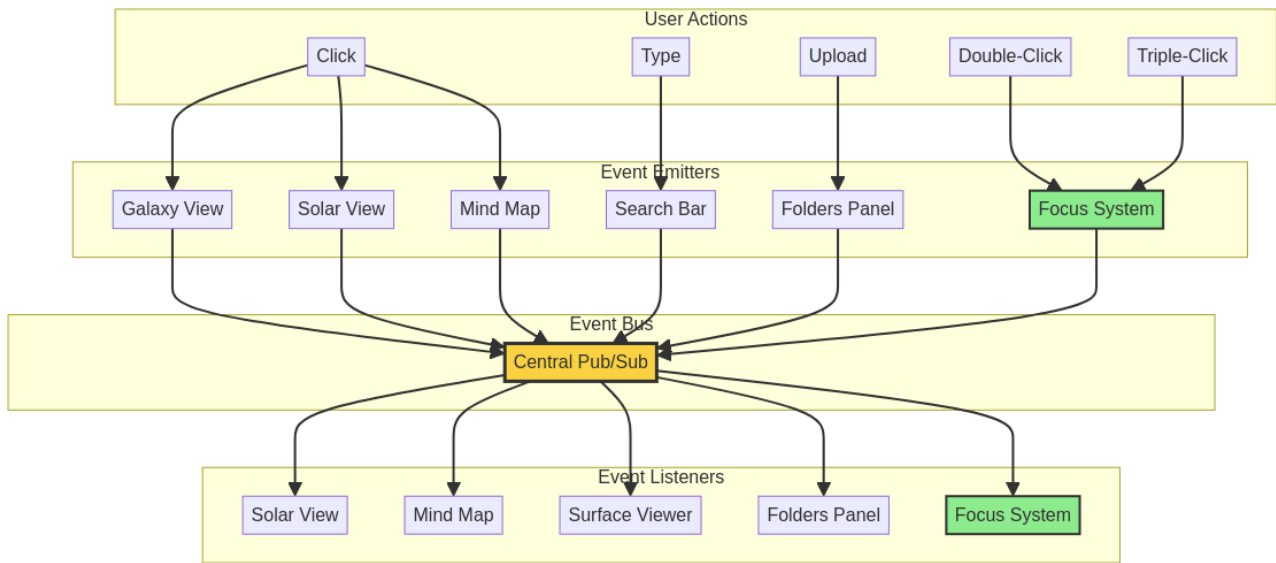 User Actions
Click
Type
Upload
Double-Click
Triple-Click
Event Emitters
Galaxy View
Solar View
Mind Map
Search Bar
Folders Panel
Focus System
Event Bus
Central Pub/Sub
Event Listeners
Solar View
Mind Map
Surface Viewer
Folders Panel
Focus System